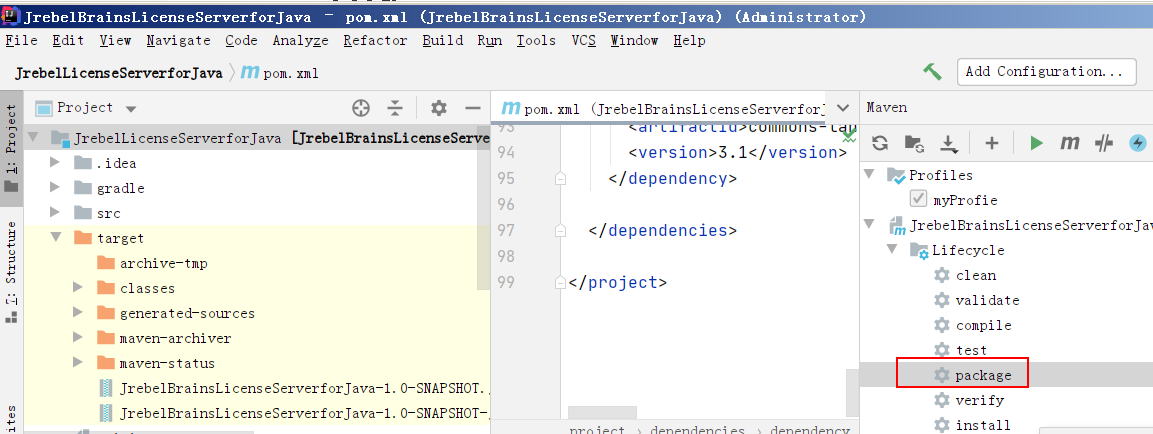 JrebelBrainsLicenseServerforJava – pom.xml (JrebelBrainsLicenseServerforJava) (Administrator)
File Edit View Navigate Code Analyze Refactor Build Run Tools VCS Window Help
JrebelLicenseServerforJava pom.xml
Add Configuration...
1: Project
7: Structure
Project
JrebelLicenseServerforJava [JrebelBrainsLicenseServe
.idea
gradle
src
target
archive-tmp
classes
generated-sources
maven-archiver
maven-status
JrebelBrainsLicenseServerforJava-1.0-SNAPSHOT.
JrebelBrainsLicenseServerforJava-1.0-SNAPSHOT-
pom.xml (JrebelBrainsLicenseServerforJ
93 <artifactId>commons-lan
94 <version>3.1</version>
95 </dependency>
96
97 </dependencies>
98
99 </project>
project › dependencies › dependency
Maven
Profiles
myProfie
JrebelBrainsLicenseServerforJav
Lifecycle
clean
validate
compile
test
package
verify
install